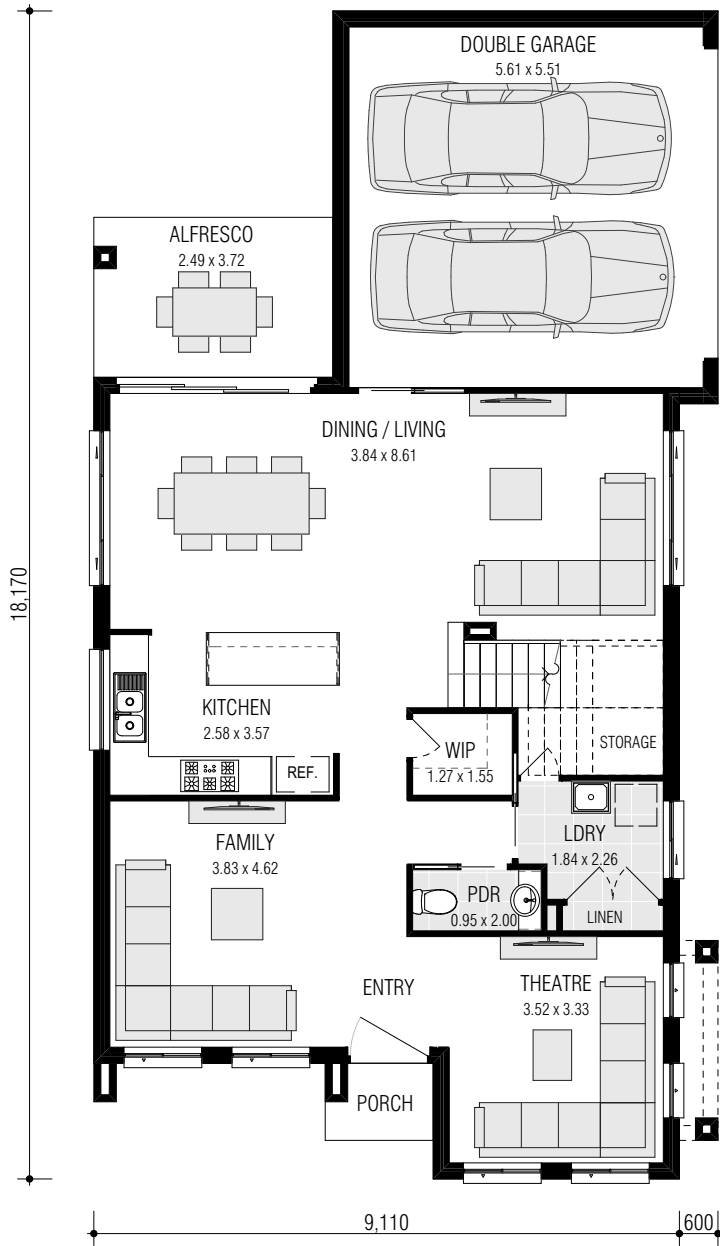 DOUBLE GARAGE
5.61 x 5.51
ALFRESCO
2.49 x 3.72
DINING / LIVING
3.84 x 8.61
18,170
KITCHEN
2.58 x 3.57
REF.
WIP
1.27 x 1.55
STORAGE
LDRY
1.84 x 2.26
FAMILY
3.83 x 4.62
PDR
0.95 x 2.00
LINEN
ENTRY
THEATRE
3.52 x 3.33
PORCH
9,110
600